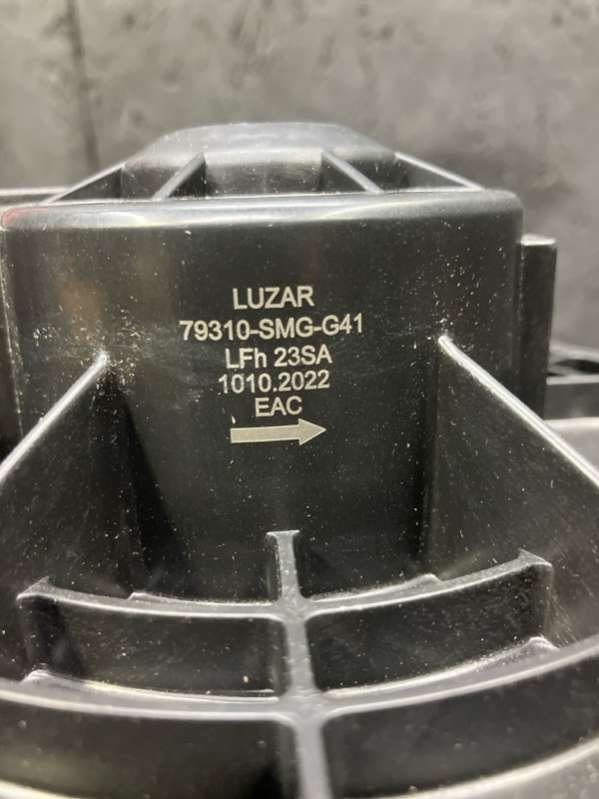 LUZAR
79310-SMG-G41
LFh 23SA
1010.2022
EAC